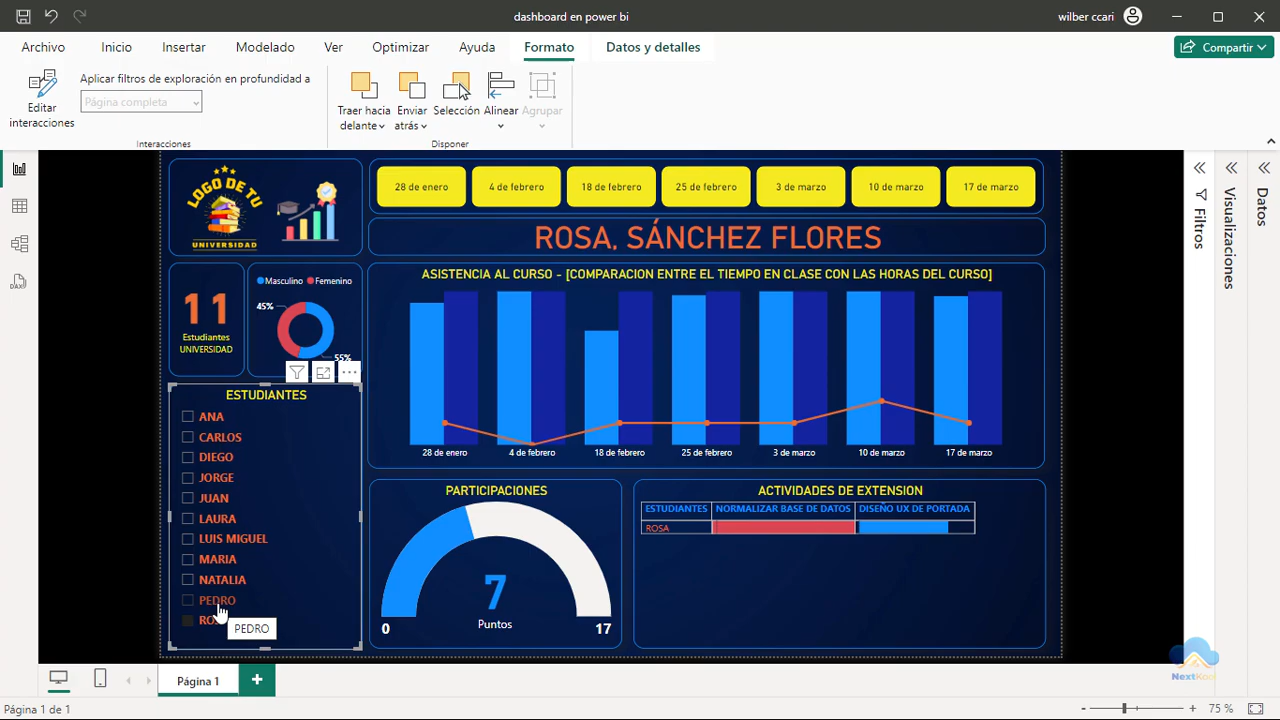 dashboard en power bi
wilber ccari
Archivo
Inicio
Insertar
Modelado
Ver
Optimizar
Ayuda
Formato
Datos y detalles
Compartir
Editar interacciones
Aplicar filtros de exploración en profundidad a
Página completa
Traer hacia delante
Enviar atrás
Selección
Alinear
Agrupar
Interacciones
Disponer
LOGO DE TU
UNIVERSIDAD
28 de enero
4 de febrero
18 de febrero
25 de febrero
3 de marzo
10 de marzo
17 de marzo
ROSA, SÁNCHEZ FLORES
11
Estudiantes
UNIVERSIDAD
Masculino
Femenino
45%
55%
ASISTENCIA AL CURSO - [COMPARACION ENTRE EL TIEMPO EN CLASE CON LAS HORAS DEL CURSO]
28 de enero
4 de febrero
18 de febrero
25 de febrero
3 de marzo
10 de marzo
17 de marzo
ESTUDIANTES
ANA
CARLOS
DIEGO
JORGE
JUAN
LAURA
LUIS MIGUEL
MARIA
NATALIA
PEDRO
PEDRO
PARTICIPACIONES
7
Puntos
0
17
ACTIVIDADES DE EXTENSION
ESTUDIANTES NORMALIZAR BASE DE DATOS DISEÑO UX DE PORTADA
ROSA
Filtros
Visualizaciones
Datos
Página 1
Página 1 de 1
75 %